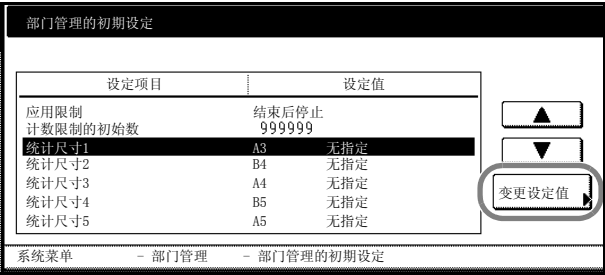 部门管理的初期设定
设定项目 设定值
应用限制 结束后停止
计数限制的初始数 999999
统计尺寸1 A3 无指定
统计尺寸2 B4 无指定
统计尺寸3 A4 无指定
统计尺寸4 B5 无指定
统计尺寸5 A5 无指定
变更设定值
系统菜单 - 部门管理 - 部门管理的初期设定